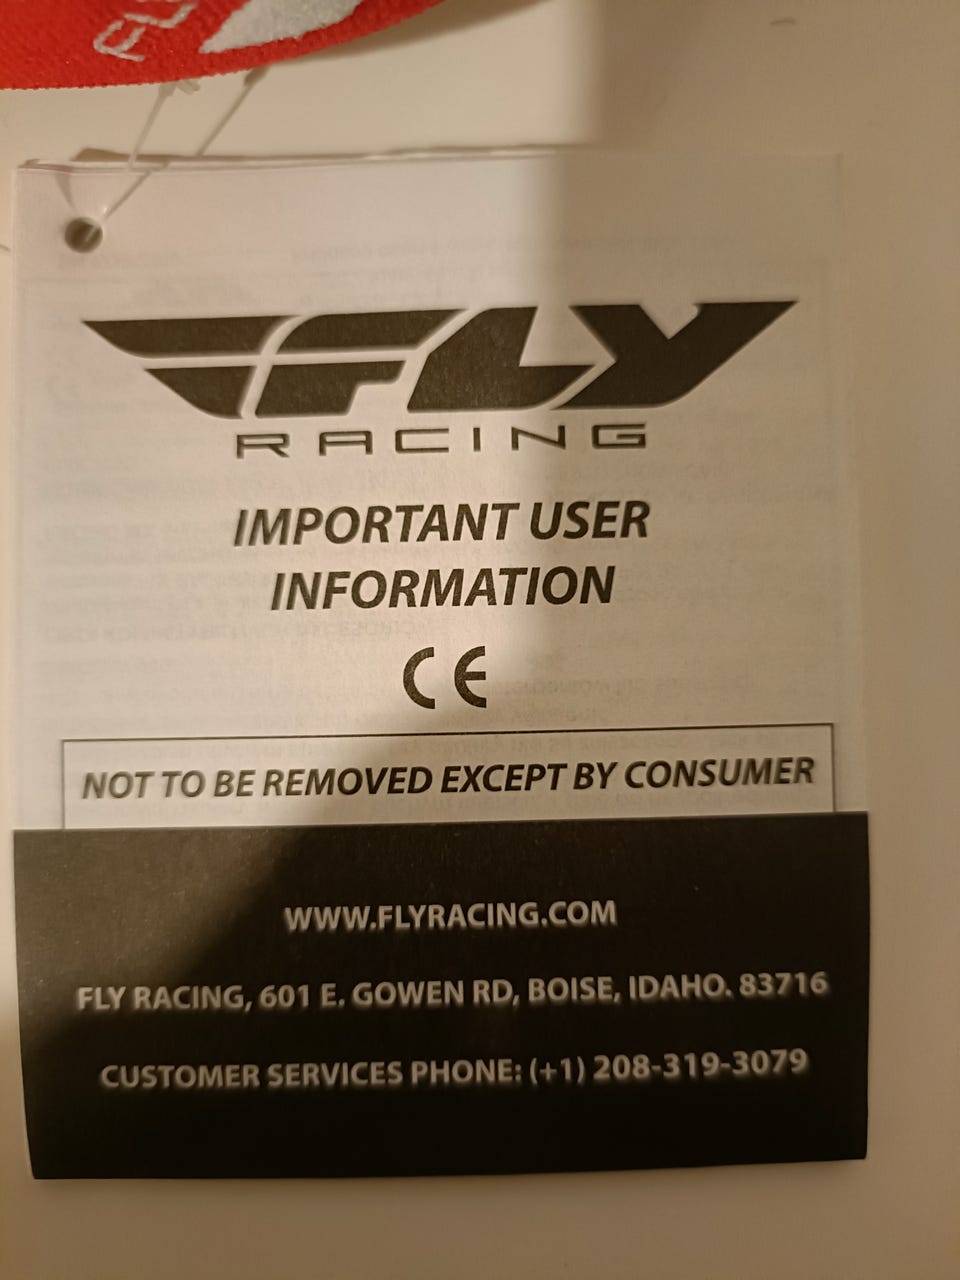 FLY
FLY
RACING
IMPORTANT USER
INFORMATION
CE
NOT TO BE REMOVED EXCEPT BY CONSUMER
WWW.FLYRACING.COM
FLY RACING, 601 E. GOWEN RD, BOISE, IDAHO. 83716
CUSTOMER SERVICES PHONE: (+1) 208-319-3079